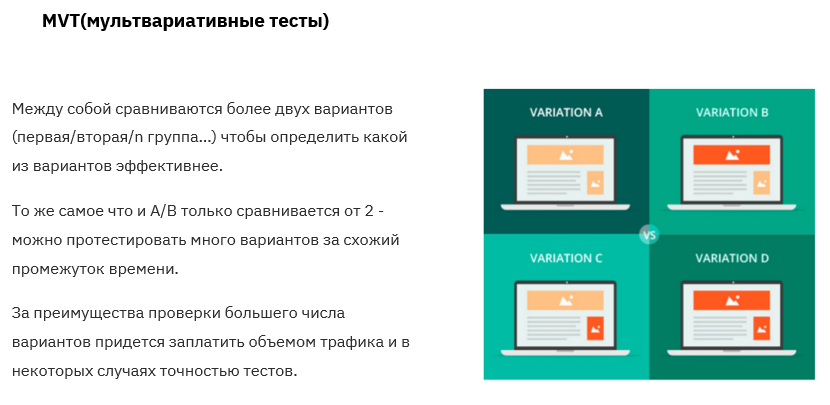 MVT(мультвариативные тесты)
Между собой сравниваются более двух вариантов
(первая/вторая/n группа...) чтобы определить какой
из вариантов эффективнее.
То же самое что и А/В только сравнивается от 2 -
можно протестировать много вариантов за схожий
промежуток времени.
За преимущества проверки большего числа
вариантов придется заплатить объемом трафика и в
некоторых случаях точностью тестов.
VARIATION A
VARIATION B
VS
VARIATION C
VARIATION D